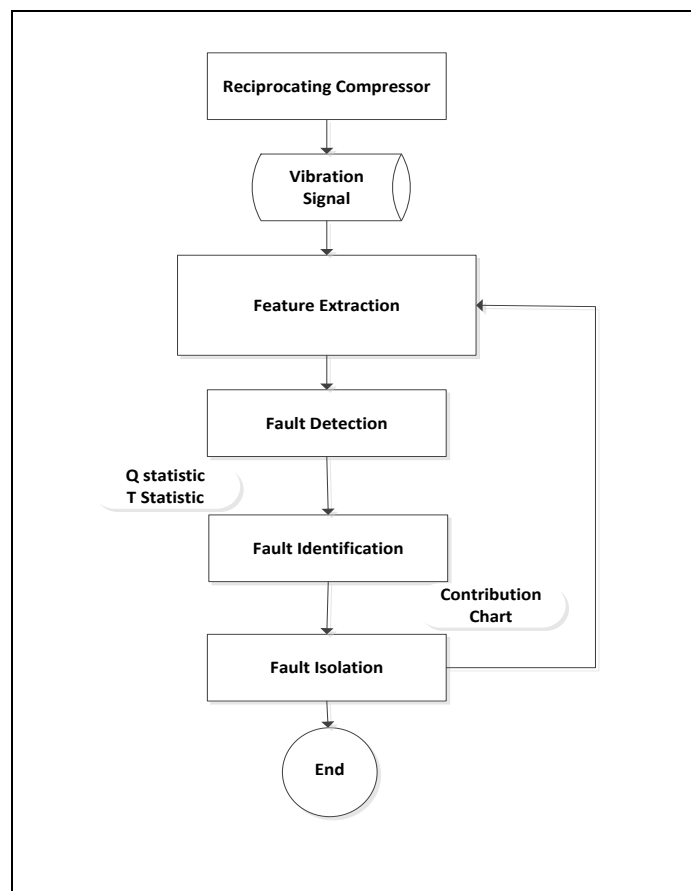 Reciprocating Compressor
Vibration
Signal
Feature Extraction
Fault Detection
Q statistic
T Statistic
Fault Identification
Contribution
Chart
Fault Isolation
End